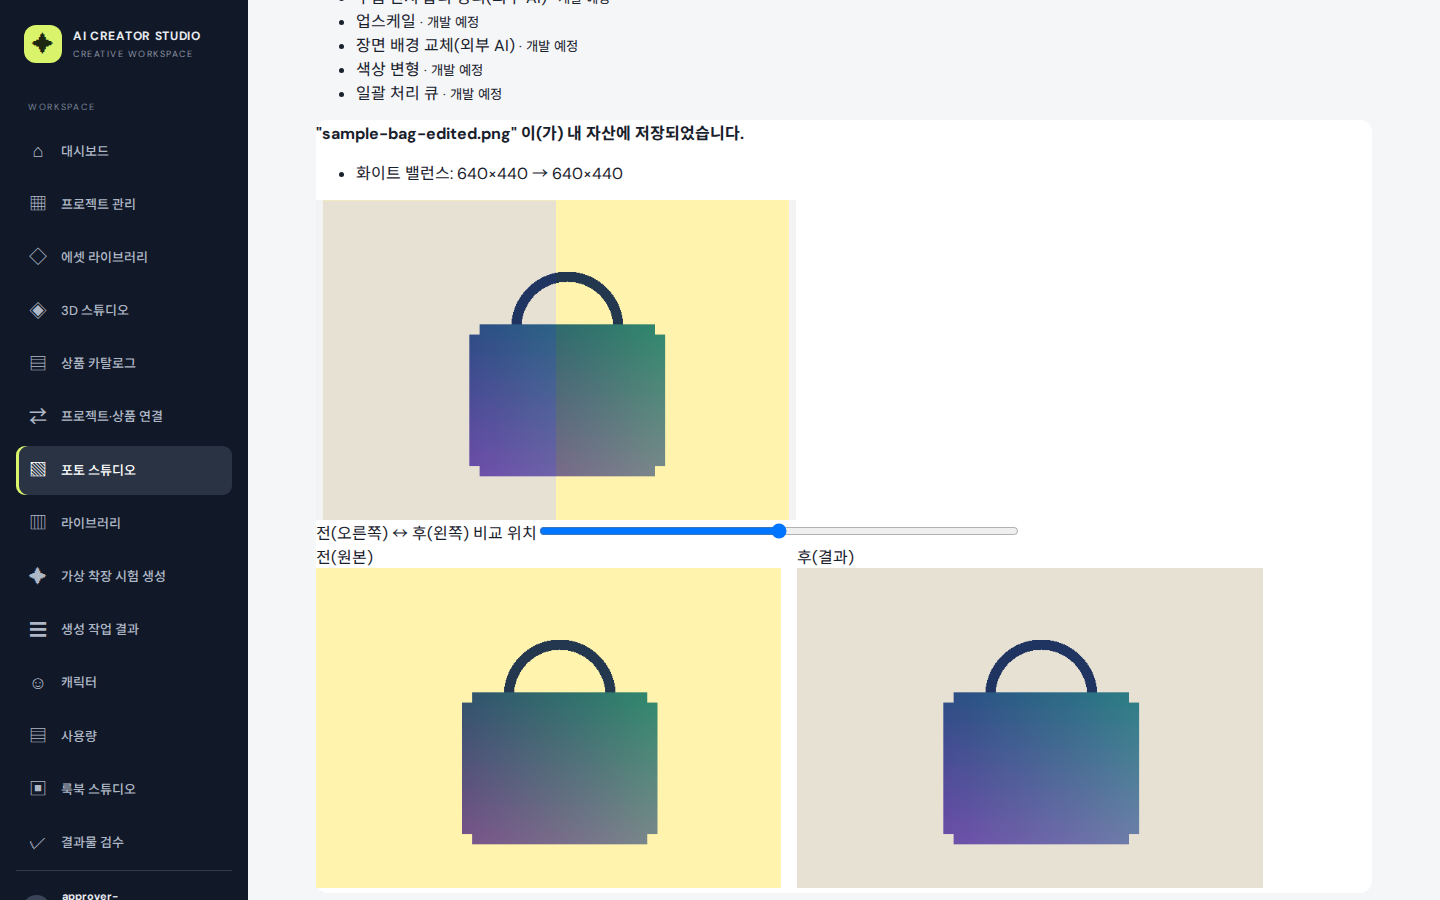 AI CREATOR STUDIO
CREATIVE WORKSPACE
WORKSPACE
대시보드
프로젝트 관리
에셋 라이브러리
3D 스튜디오
상품 카탈로그
프로젝트·상품 연결
포토 스튜디오
라이브러리
가상 착장 시험 생성
생성 작업 결과
캐릭터
사용량
룩북 스튜디오
결과물 검수
approver-
업스케일 · 개발 예정
장면 배경 교체(외부 AI) · 개발 예정
색상 변형 · 개발 예정
일괄 처리 큐 · 개발 예정
"sample-bag-edited.png" 이(가) 내 자산에 저장되었습니다.
화이트 밸런스: 640×440 → 640×440
전(오른쪽) ↔ 후(왼쪽) 비교 위치
전(원본)
후(결과)